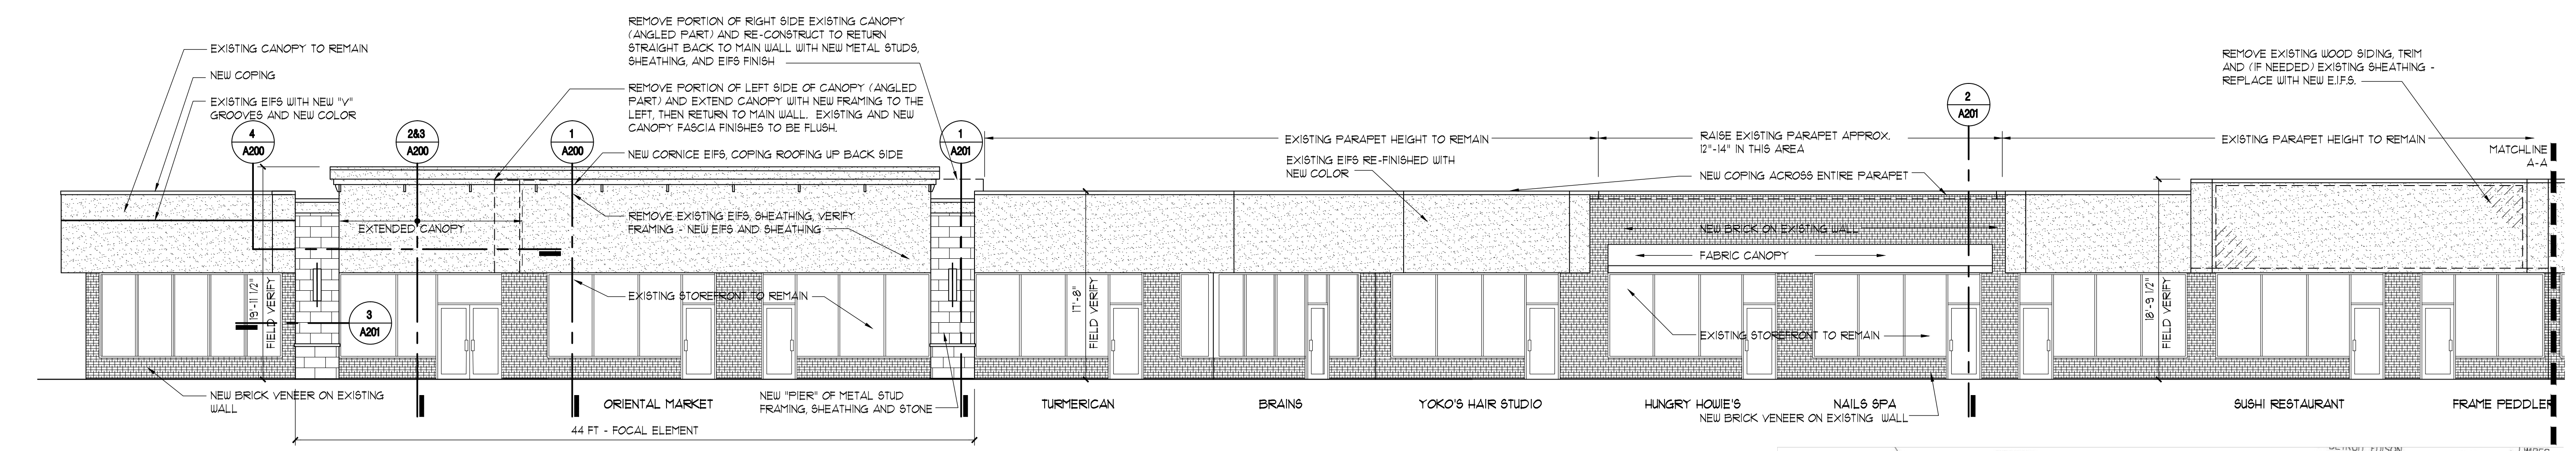 REMOVE PORTION OF RIGHT SIDE EXISTING CANOPY
(ANGLED PART) AND RE-CONSTRUCT TO RETURN
STRAIGHT BACK TO MAIN WALL WITH NEW METAL STUDS,
SHEATHING, AND EIFS FINISH
EXISTING CANOPY TO REMAIN
NEW COPING
EXISTING EIFS WITH NEW "V"
GROOVES AND NEW COLOR
REMOVE PORTION OF LEFT SIDE OF CANOPY (ANGLED
PART) AND EXTEND CANOPY WITH NEW FRAMING TO THE
LEFT, THEN RETURN TO MAIN WALL. EXISTING AND NEW
CANOPY FASCIA FINISHES TO BE FLUSH.
NEW CORNICE EIFS, COPING ROOFING UP BACK SIDE
REMOVE EXISTING WOOD SIDING, TRIM
AND (IF NEEDED) EXISTING SHEATHING -
REPLACE WITH NEW E.I.F.S.
4
A200
2&3
A200
1
A200
1
A201
2
A201
EXISTING PARAPET HEIGHT TO REMAIN
RAISE EXISTING PARAPET APPROX.
12"-14" IN THIS AREA
EXISTING PARAPET HEIGHT TO REMAIN
MATCHLINE
A-A
EXISTING EIFS RE-FINISHED WITH
NEW COLOR
NEW COPING ACROSS ENTIRE PARAPET
REMOVE EXISTING EIFS, SHEATHING, VERIFY
FRAMING - NEW EIFS AND SHEATHING
EXTENDED CANOPY
NEW BRICK ON EXISTING WALL
FABRIC CANOPY
19'-11 1/2"
FIELD VERIFY
3
A201
EXISTING STOREFRONT TO REMAIN
17'-8"
FIELD VERIFY
EXISTING STOREFRONT TO REMAIN
18'-9 1/2"
FIELD VERIFY
NEW BRICK VENEER ON EXISTING
WALL
ORIENTAL MARKET
NEW "PIER" OF METAL STUD
FRAMING, SHEATHING AND STONE
TURMERICAN
BRAINS
YOKO'S HAIR STUDIO
HUNGRY HOWIE'S
NAILS SPA
NEW BRICK VENEER ON EXISTING WALL
SUSHI RESTAURANT
FRAME PEDDLER
44 FT - FOCAL ELEMENT